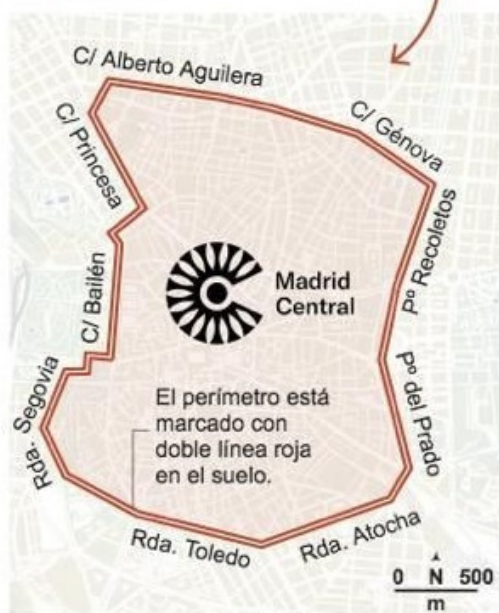 C/ Alberto Aguilera
C/ Génova
C/ Princesa
Pº Recoletos
C/ Bailén
Madrid
Central
Pº del Prado
Rda. Segovia
El perímetro está
marcado con
doble línea roja
en el suelo.
Rda. Toledo
Rda. Atocha
0 N 500
m